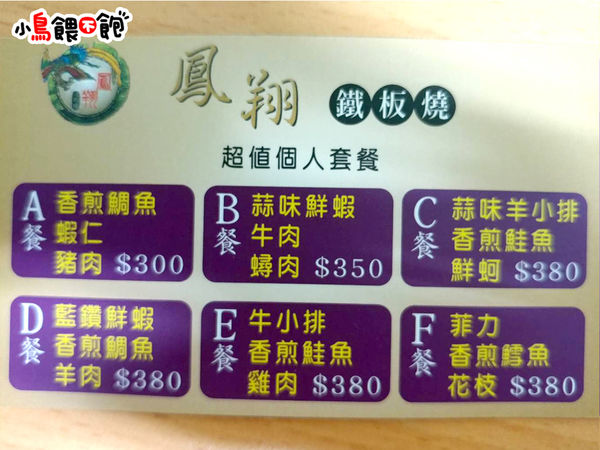 小鳥餵不飽
鳳翔 鐵板燒
超值個人套餐
A餐
香煎鯛魚
蝦仁
豬肉 $300
B餐
蒜味鮮蝦
牛肉
蟳肉 $350
C餐
蒜味羊小排
香煎鮭魚
鮮蚵 $380
D餐
藍鑽鮮蝦
香煎鯛魚
羊肉 $380
E餐
牛小排
香煎鮭魚
雞肉 $380
F餐
菲力
香煎鱈魚
花枝 $380